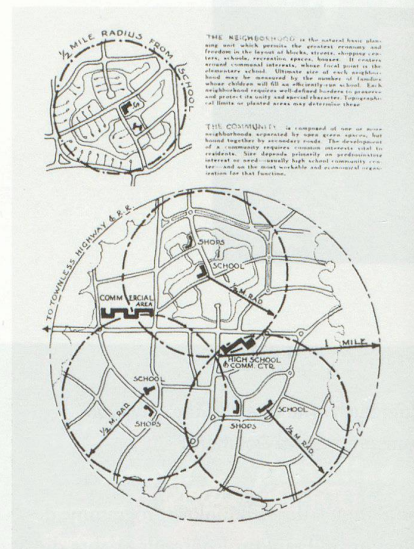 ½ MILE RADIUS FROM SCHOOL
THE NEIGHBORHOOD is the natural basic plan-
ning unit which permits the greatest economy and
freedom in the layout of blocks, streets, shopping cen-
ters, schools, recreation spaces, houses. It centers
around communal interests, whose focal point is the
elementary school. Ultimate size of each neighbor-
hood may be measured by the number of families
whose children will fill an efficiently-run school. Each
neighborhood requires well-defined borders to preserve
and protect its unity and special character. Topographi-
cal limits or planted areas may determine these
THE COMMUNITY is composed of one or more
neighborhoods separated by open green spaces, but
bound together by secondary roads. The development
of a community requires common interests vital to
residents. Size depends primarily on predominating
interest or need—usually high school community cen-
ter—and on the most workable and economical organ-
ization for that function.
TO TOWNLESS HIGHWAY & R.R.
SHOPS
SCHOOL
½ M. RAD
COMMERCIAL
AREA
1 MILE
HIGH SCHOOL
COMM. CTR
SCHOOL
½ M. RAD
SHOPS
SHOPS
SCHOOL
½ M. RAD